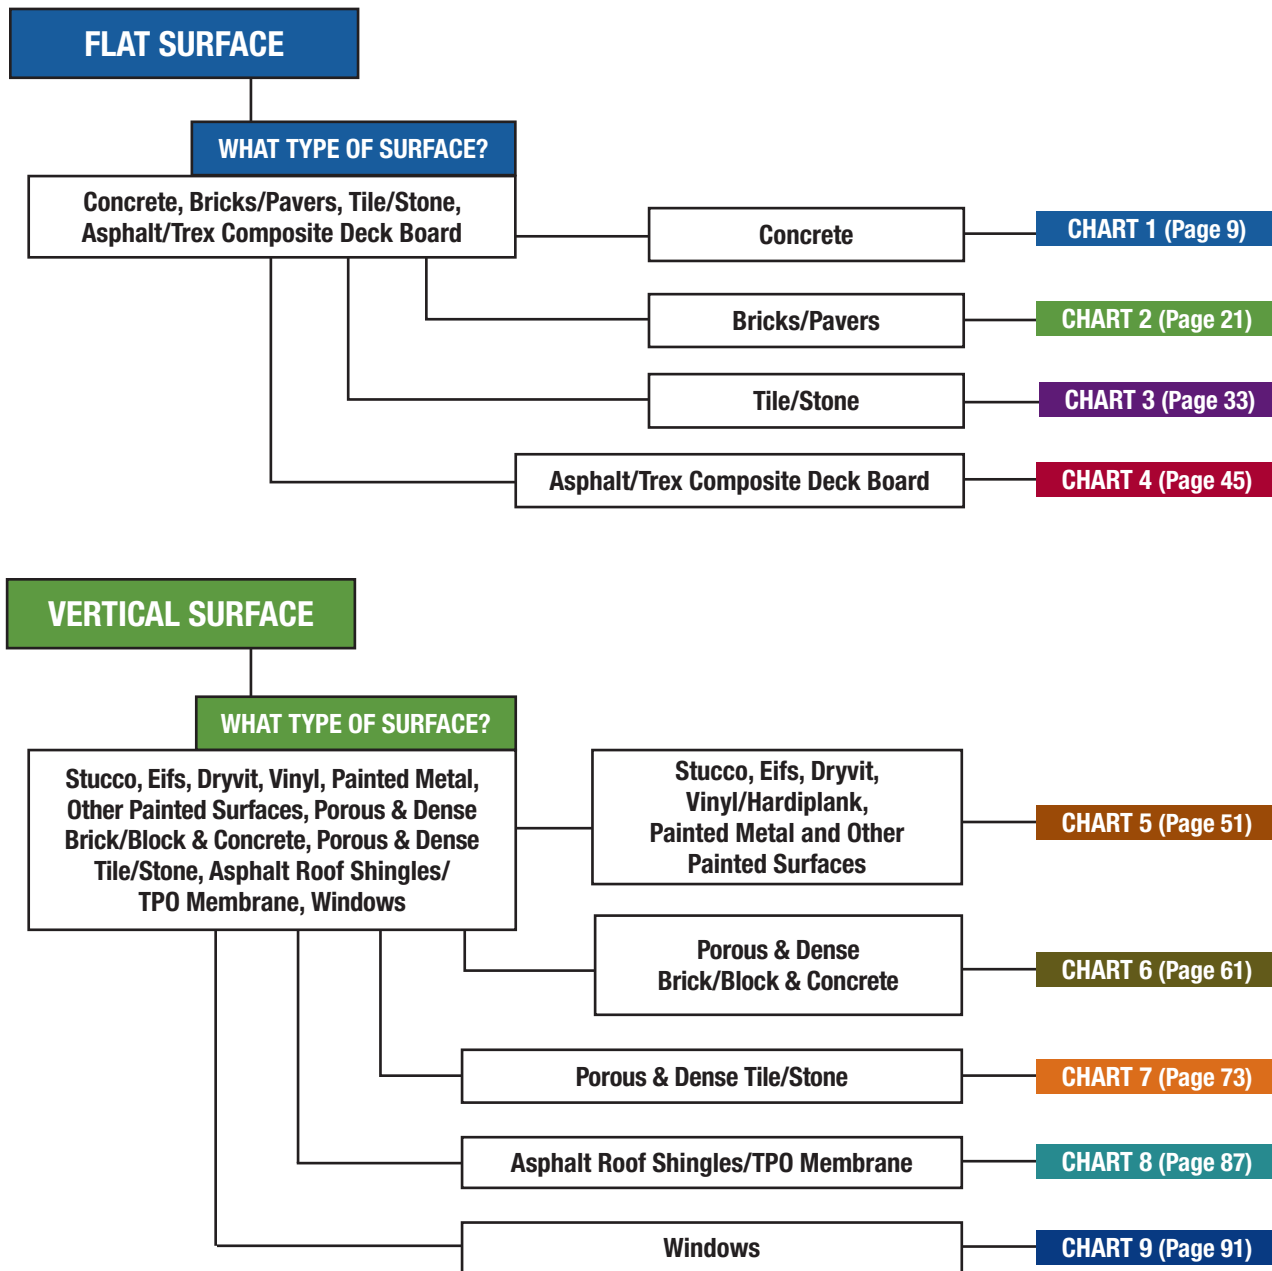 FLAT SURFACE
WHAT TYPE OF SURFACE?
Concrete, Bricks/Pavers, Tile/Stone,
Asphalt/Trex Composite Deck Board
Concrete
CHART 1 (Page 9)
Bricks/Pavers
CHART 2 (Page 21)
Tile/Stone
CHART 3 (Page 33)
Asphalt/Trex Composite Deck Board
CHART 4 (Page 45)
VERTICAL SURFACE
WHAT TYPE OF SURFACE?
Stucco, Eifs, Dryvit, Vinyl, Painted Metal,
Other Painted Surfaces, Porous & Dense
Brick/Block & Concrete, Porous & Dense
Tile/Stone, Asphalt Roof Shingles/
TPO Membrane, Windows
Stucco, Eifs, Dryvit,
Vinyl/Hardiplank,
Painted Metal and Other
Painted Surfaces
CHART 5 (Page 51)
Porous & Dense
Brick/Block & Concrete
CHART 6 (Page 61)
Porous & Dense Tile/Stone
CHART 7 (Page 73)
Asphalt Roof Shingles/TPO Membrane
CHART 8 (Page 87)
Windows
CHART 9 (Page 91)